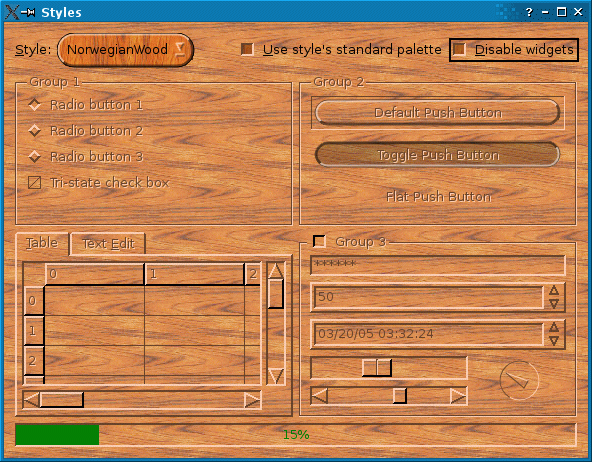 Styles
Style: NorwegianWood Use style's standard palette Disable widgets
Group 1
Radio button 1
Radio button 2
Radio button 3
Tri-state check box
Group 2
Default Push Button
Toggle Push Button
Flat Push Button
Table Text Edit
0 1 2
0
1
2
Group 3
******
50
03/20/05 03:32:24
15%